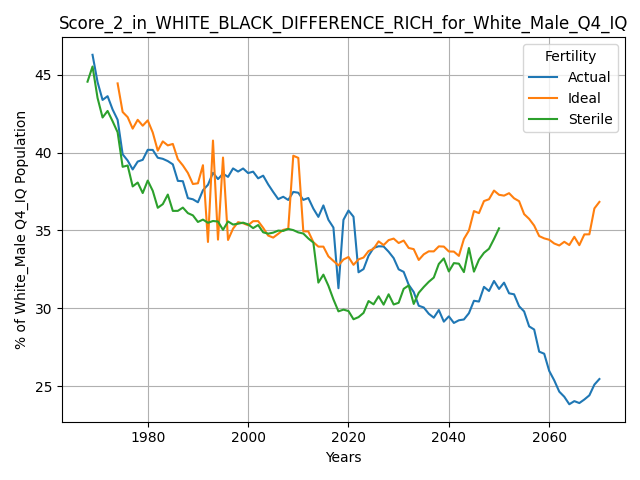 Score_2_in_WHITE_BLACK_DIFFERENCE_RICH_for_White_Male_Q4_IQ
Fertility
Actual
Ideal
Sterile
% of White_Male Q4_IQ Population
45
40
35
30
25
1980
2000
2020
2040
2060
Years